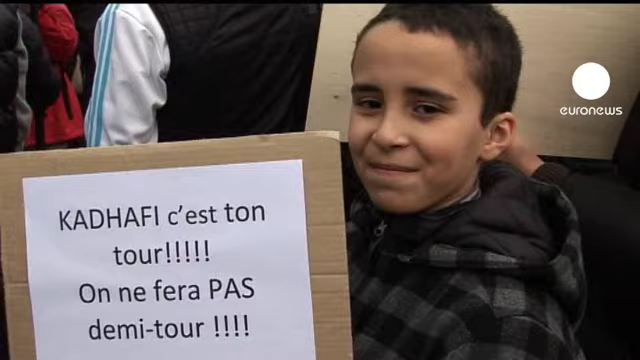 euronews
KADHAFI c'est ton
tour!!!!!
On ne fera PAS
demi-tour !!!!